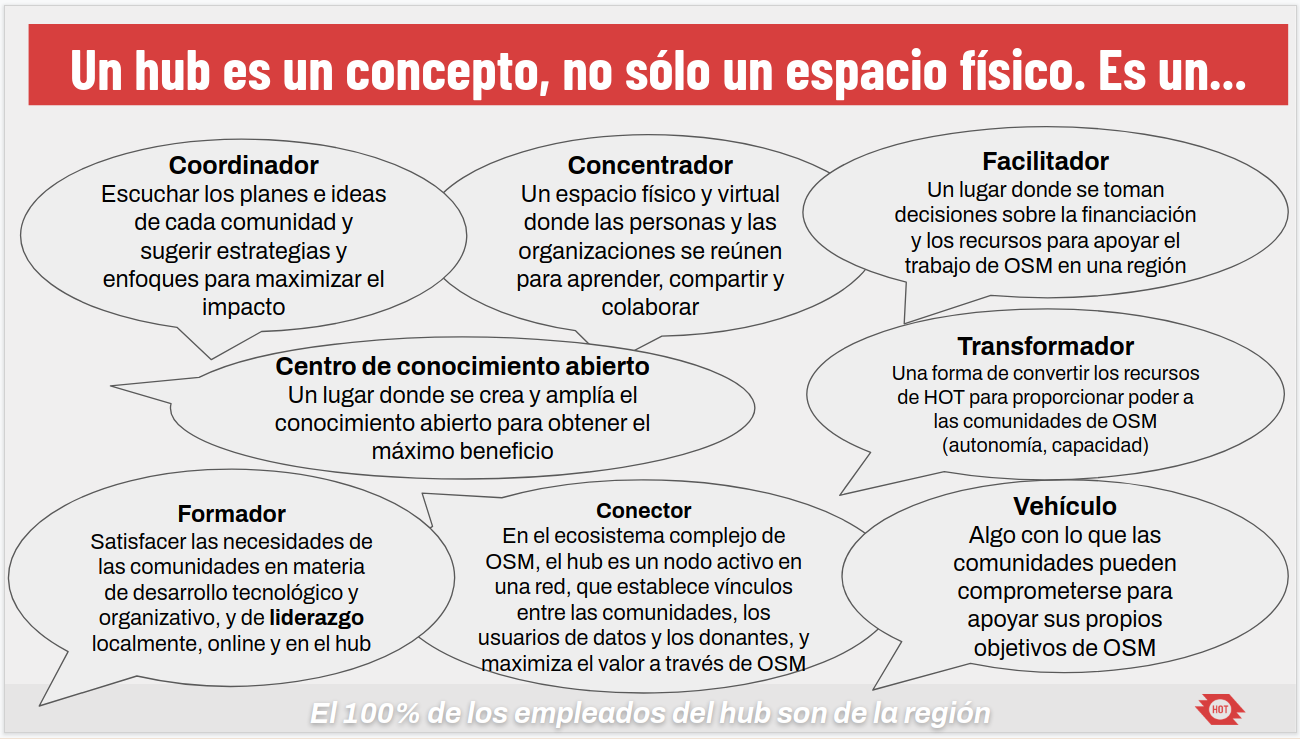 Un hub es un concepto, no sólo un espacio físico. Es un...
Coordinador
Escuchar los planes e ideas
de cada comunidad y
sugerir estrategias y
enfoques para maximizar el
impacto
Concentrador
Un espacio físico y virtual
donde las personas y las
organizaciones se reúnen
para aprender, compartir y
colaborar
Facilitador
Un lugar donde se toman
decisiones sobre la financiación
y los recursos para apoyar el
trabajo de OSM en una región
Centro de conocimiento abierto
Un lugar donde se crea y amplía el
conocimiento abierto para obtener el
máximo beneficio
Transformador
Una forma de convertir los recursos
de HOT para proporcionar poder a
las comunidades de OSM
(autonomía, capacidad)
Formador
Satisfacer las necesidades de
las comunidades en materia
de desarrollo tecnológico y
organizativo, y de liderazgo
localmente, online y en el hub
Conector
En el ecosistema complejo de
OSM, el hub es un nodo activo en
una red, que establece vínculos
entre las comunidades, los
usuarios de datos y los donantes, y
maximiza el valor a través de OSM
Vehículo
Algo con lo que las
comunidades pueden
comprometerse para
apoyar sus propios
objetivos de OSM
El 100% de los empleados del hub son de la región
HOT